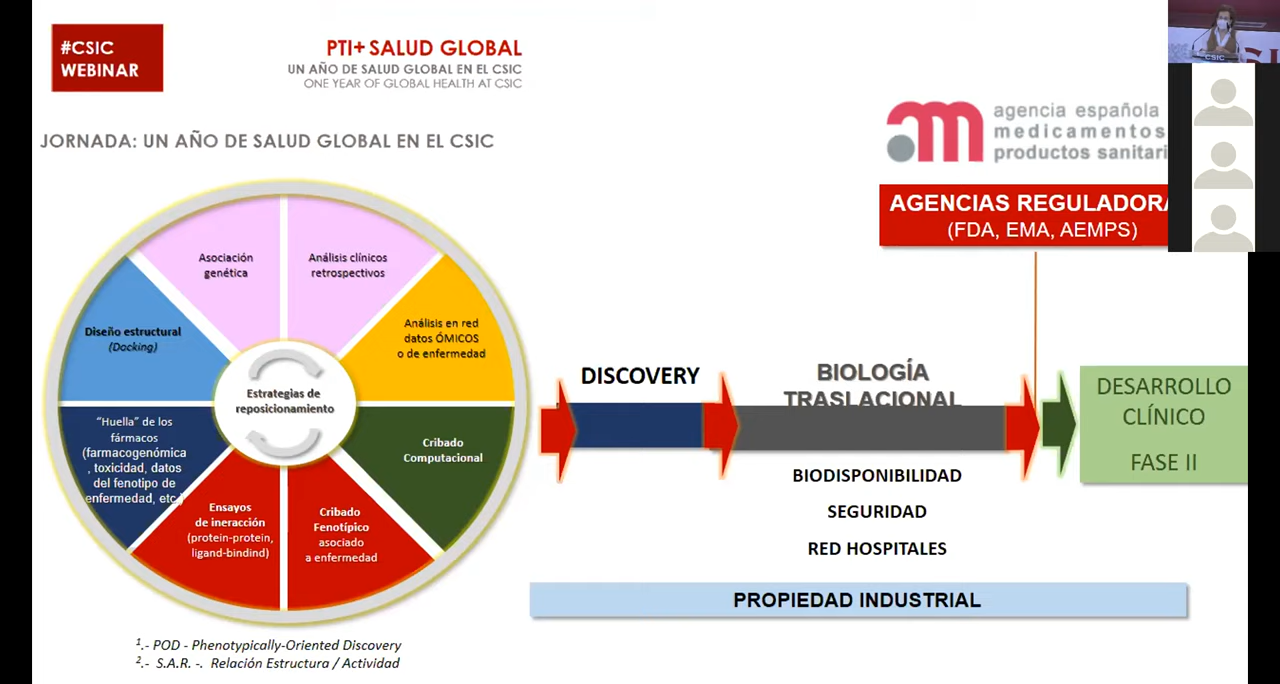 #CSIC
WEBINAR
PTI+ SALUD GLOBAL
UN AÑO DE SALUD GLOBAL EN EL CSIC
ONE YEAR OF GLOBAL HEALTH AT CSIC
JORNADA: UN AÑO DE SALUD GLOBAL EN EL CSIC
CSIC
agencia española
medicamentos
productos sanitari
AGENCIAS REGULADORA
(FDA, EMA, AEMPS)
Asociación
genética
Análisis clínicos
retrospectivos
Diseño estructural
(Docking)
Análisis en red
datos ÓMICOS
o de enfermedad
Estrategias de
reposicionamiento
"Huella" de los
fármacos
(farmacogenómica
, toxicidad, datos
del fenotipo de
enfermedad, etc.)
Cribado
Computacional
Ensayos
de ineracción
(protein-protein,
ligand-bindind)
Cribado
Fenotípico
asociado
a enfermedad
DISCOVERY
BIOLOGÍA
TRASLACIONAL
BIODISPONIBILIDAD
SEGURIDAD
RED HOSPITALES
DESARROLLO
CLÍNICO
FASE II
PROPIEDAD INDUSTRIAL
1.- POD - Phenotypically-Oriented Discovery
2.- S.A.R. -. Relación Estructura / Actividad